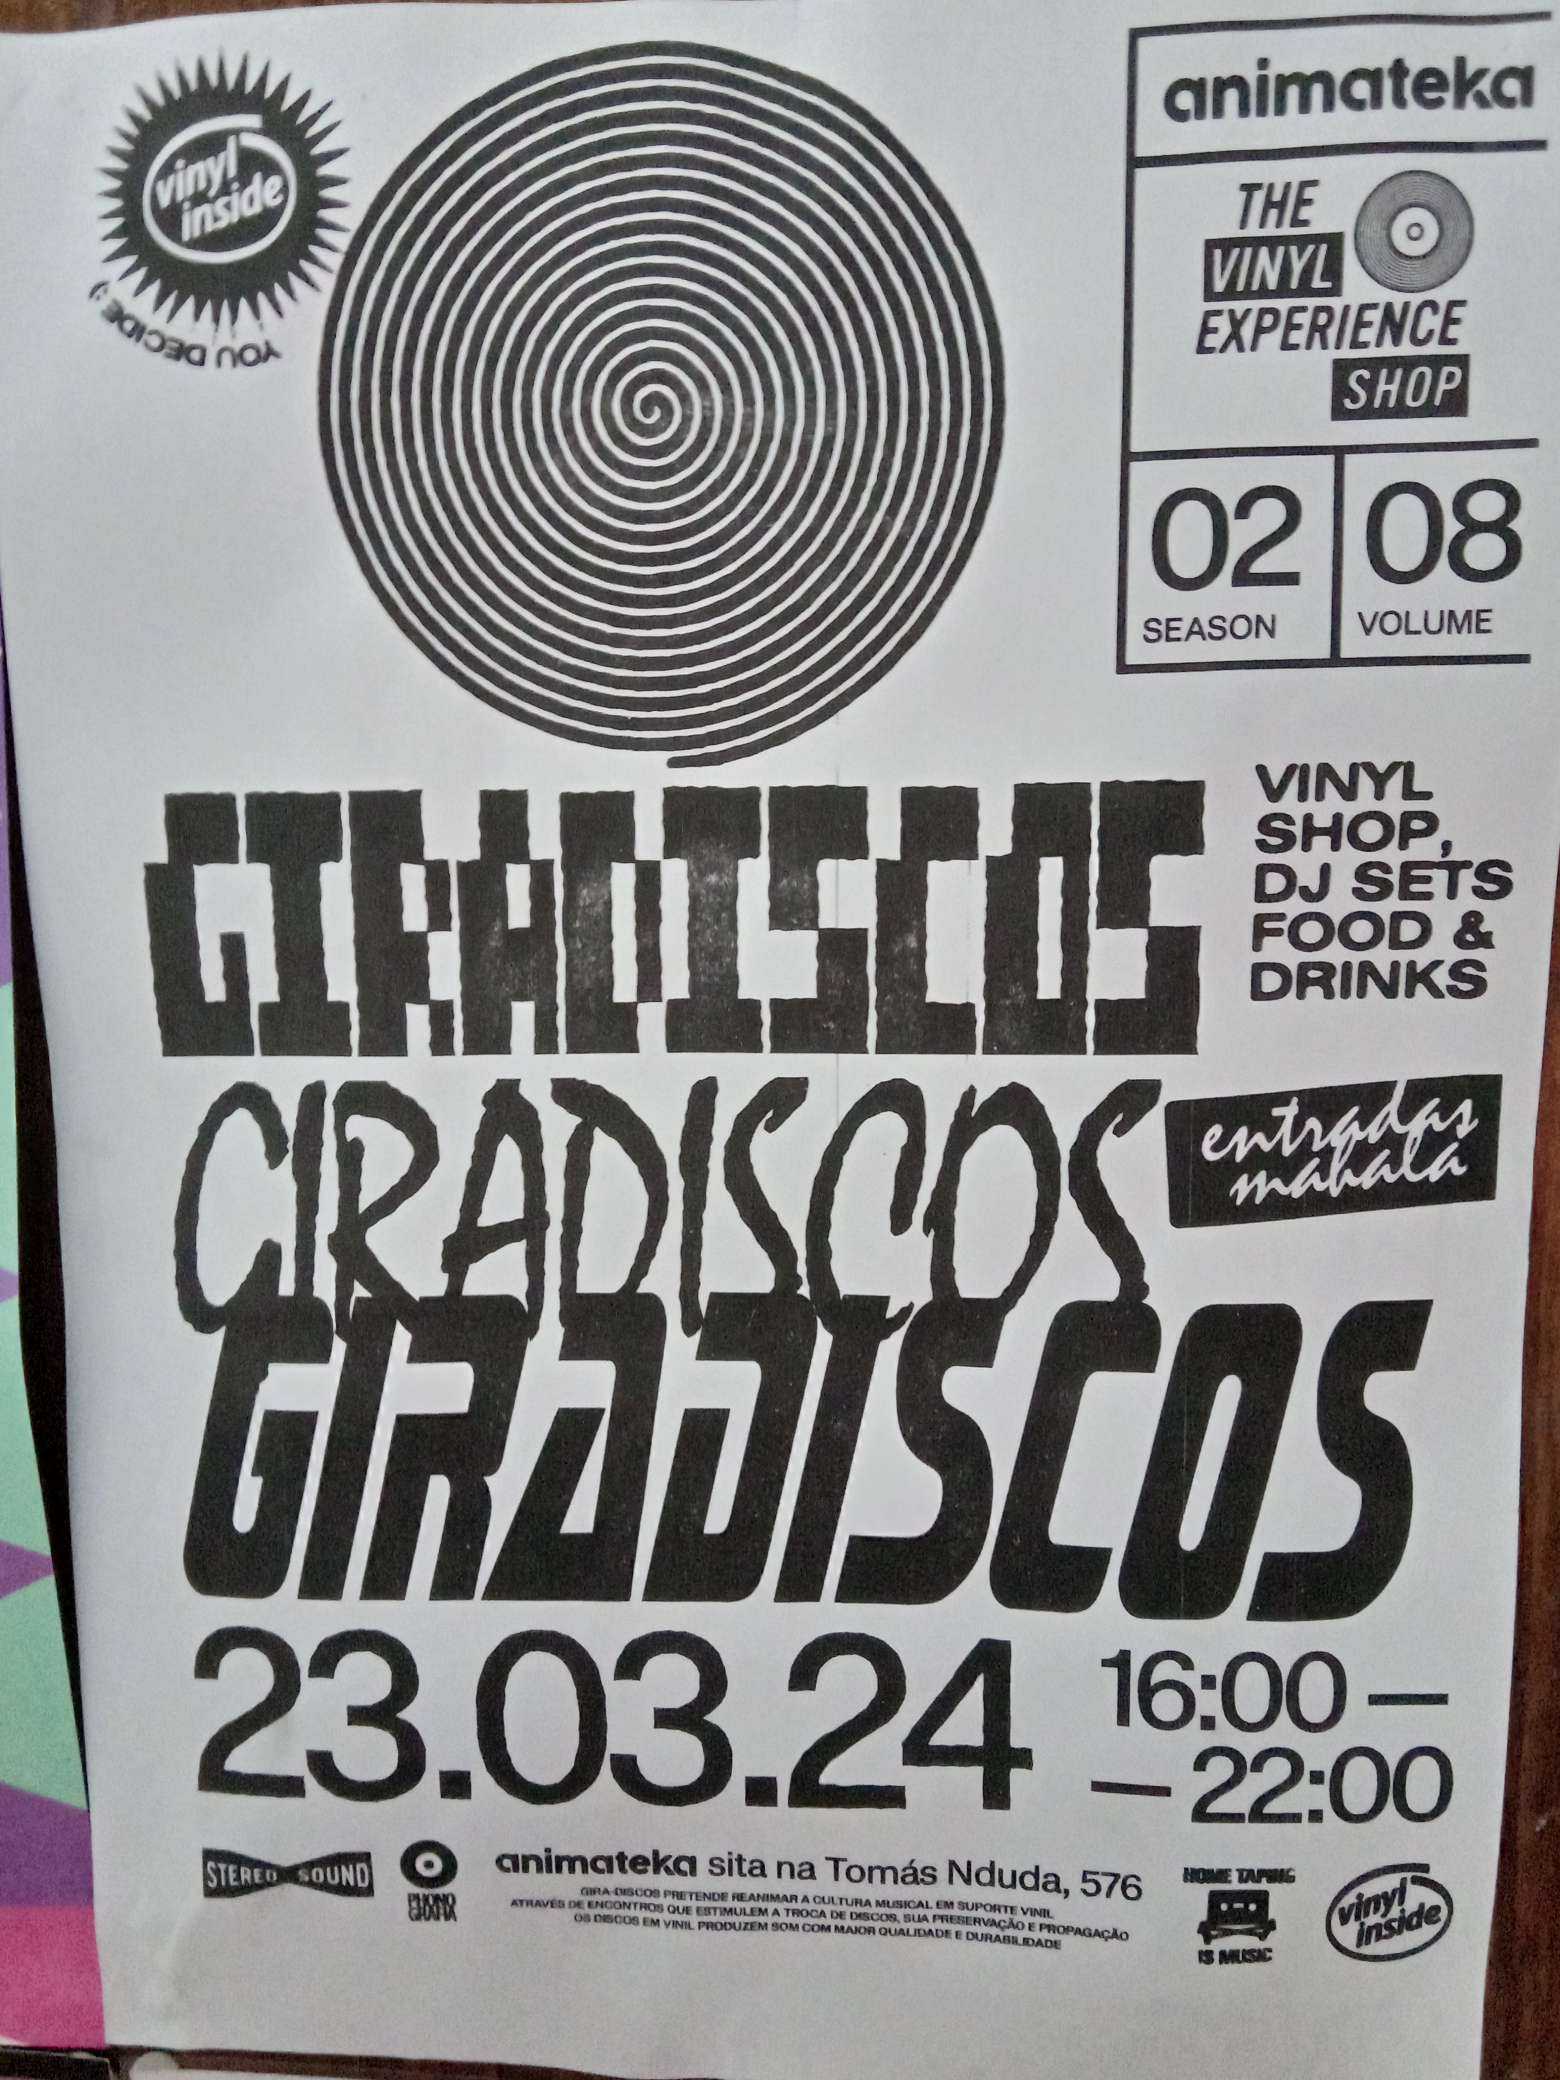 vinyl
inside
YOU DECIDE :)
animateka
THE
VINYL
EXPERIENCE
SHOP
02
SEASON
08
VOLUME
GIRADISCOS
VINYL
SHOP,
DJ SETS
FOOD &
DRINKS
GIRADISCOS
entradas
mahala
GIRADISCOS
23.03.24
16:00 —
— 22:00
STEREO SOUND
PHONO
GRAFIA
animateka sita na Tomás Nduda, 576
GIRA-DISCOS PRETENDE REANIMAR A CULTURA MUSICAL EM SUPORTE VINIL
ATRAVÉS DE ENCONTROS QUE ESTIMULEM A TROCA DE DISCOS, SUA PRESERVAÇÃO E PROPAGAÇÃO
OS DISCOS EM VINIL PRODUZEM SOM COM MAIOR QUALIDADE E DURABILIDADE
HOME TAPING
IS MUSIC
vinyl
inside